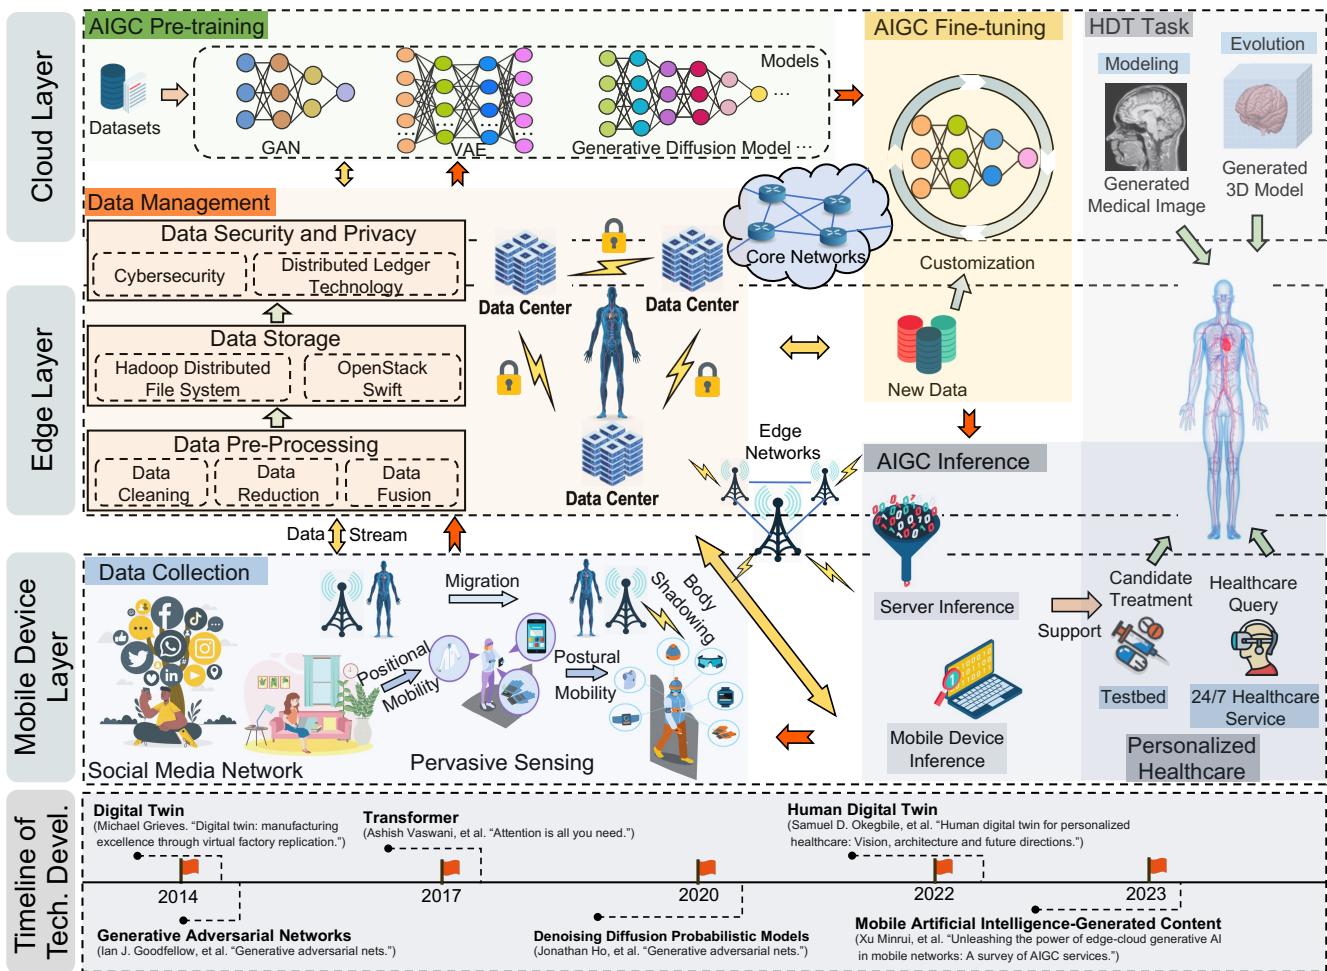 Cloud Layer
AIGC Pre-training
Datasets
GAN
VAE
Generative Diffusion Model ...
Models
...
AIGC Fine-tuning
Customization
New Data
HDT Task
Modeling
Generated
Medical Image
Evolution
Generated
3D Model
Edge Layer
Data Management
Data Security and Privacy
Cybersecurity
Distributed Ledger
Technology
Data Storage
Hadoop Distributed
File System
OpenStack
Swift
Data Pre-Processing
Data
Cleaning
Data
Reduction
Data
Fusion
Data Center
Data Center
Data Center
Core Networks
Edge
Networks
AIGC Inference
Server Inference
Mobile Device
Inference
Support
Candidate
Treatment
Testbed
Healthcare
Query
24/7 Healthcare
Service
Personalized
Healthcare
Data Stream
Mobile Device
Layer
Data Collection
Social Media Network
Migration
Positional
Mobility
Postural
Mobility
Body
Shadowing
Pervasive Sensing
Timeline of
Tech. Devel.
Digital Twin
(Michael Grieves. “Digital twin: manufacturing
excellence through virtual factory replication.”)
Transformer
(Ashish Vaswani, et al. “Attention is all you need.”)
Human Digital Twin
(Samuel D. Okegbile, et al. “Human digital twin for personalized
healthcare: Vision, architecture and future directions.”)
2014
2017
2020
2022
2023
Generative Adversarial Networks
(Ian J. Goodfellow, et al. “Generative adversarial nets.”)
Denoising Diffusion Probabilistic Models
(Jonathan Ho, et al. “Generative adversarial nets.”)
Mobile Artificial Intelligence-Generated Content
(Xu Minrui, et al. “Unleashing the power of edge-cloud generative AI
in mobile networks: A survey of AIGC services.”)